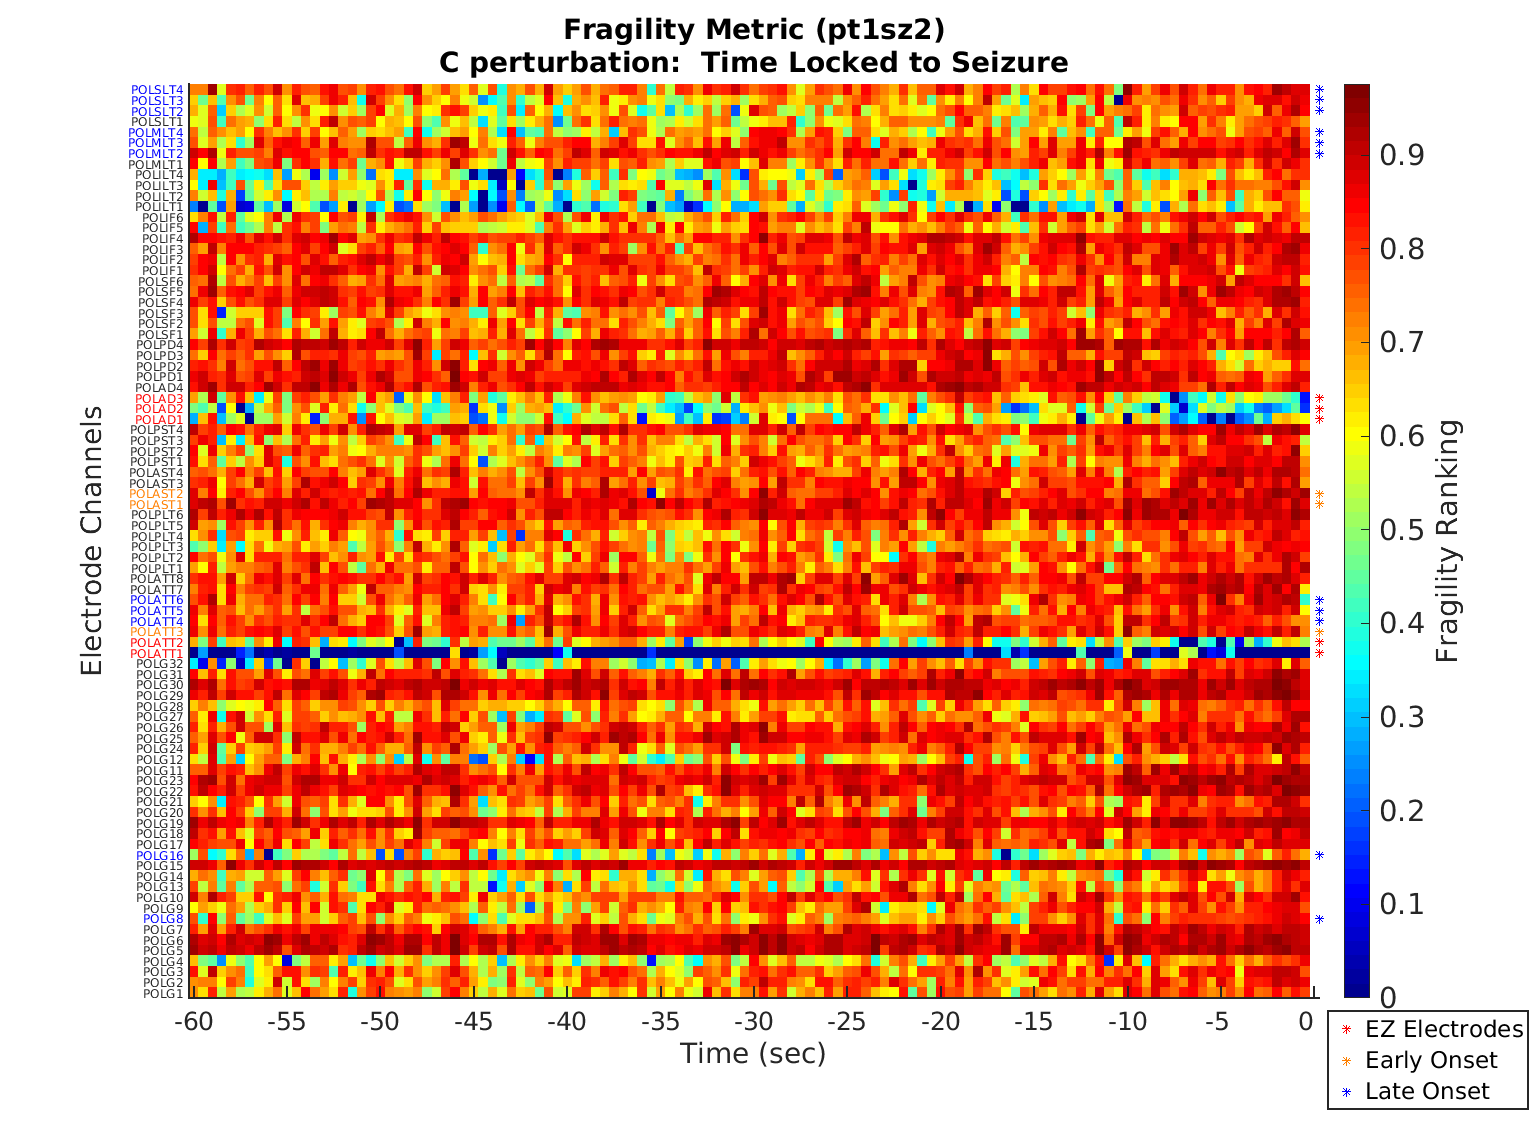 Fragility Metric (pt1sz2)
C perturbation:  Time Locked to Seizure
Electrode Channels
POLSLT4
POLSLT3
POLSLT2
POLSLT1
POLMLT4
POLMLT3
POLMLT2
POLMLT1
POLILT4
POLILT3
POLILT2
POLILT1
POLIF6
POLIF5
POLIF4
POLIF3
POLIF2
POLIF1
POLSF6
POLSF5
POLSF4
POLSF3
POLSF2
POLSF1
POLPD4
POLPD3
POLPD2
POLPD1
POLAD4
POLAD3
POLAD2
POLAD1
POLPST4
POLPST3
POLPST2
POLPST1
POLAST4
POLAST3
POLAST2
POLAST1
POLPLT6
POLPLT5
POLPLT4
POLPLT3
POLPLT2
POLPLT1
POLATT8
POLATT7
POLATT6
POLATT5
POLATT4
POLATT3
POLATT2
POLATT1
POLG32
POLG31
POLG30
POLG29
POLG28
POLG27
POLG26
POLG25
POLG24
POLG12
POLG11
POLG23
POLG22
POLG21
POLG20
POLG19
POLG18
POLG17
POLG16
POLG15
POLG14
POLG13
POLG10
POLG9
POLG8
POLG7
POLG6
POLG5
POLG4
POLG3
POLG2
POLG1
-60 -55 -50 -45 -40 -35 -30 -25 -20 -15 -10 -5 0
Time (sec)
0.9
0.8
0.7
0.6
0.5
0.4
0.3
0.2
0.1
0
Fragility Ranking
EZ Electrodes
Early Onset
Late Onset